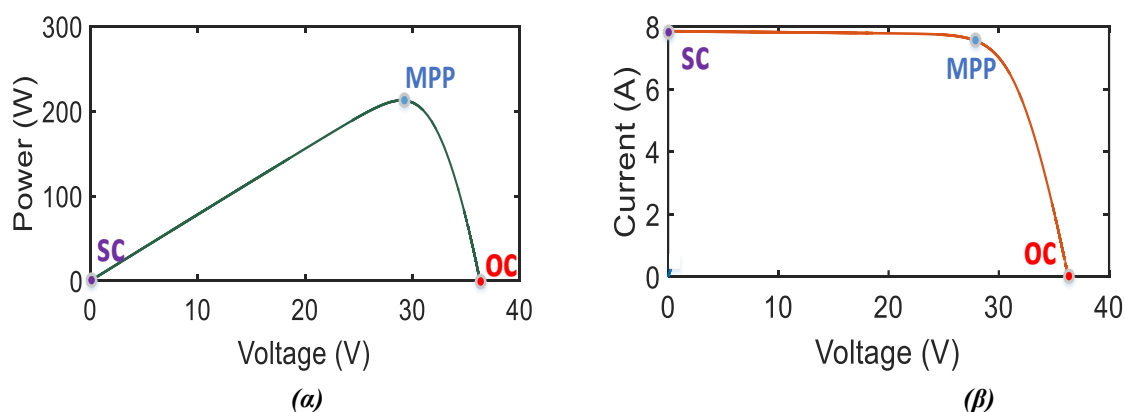 300
200
100
0
Power (W)
MPP
SC
OC
0 10 20 30 40
Voltage (V)
(α)
8
6
4
2
0
Current (A)
SC
MPP
OC
0 10 20 30 40
Voltage (V)
(β)